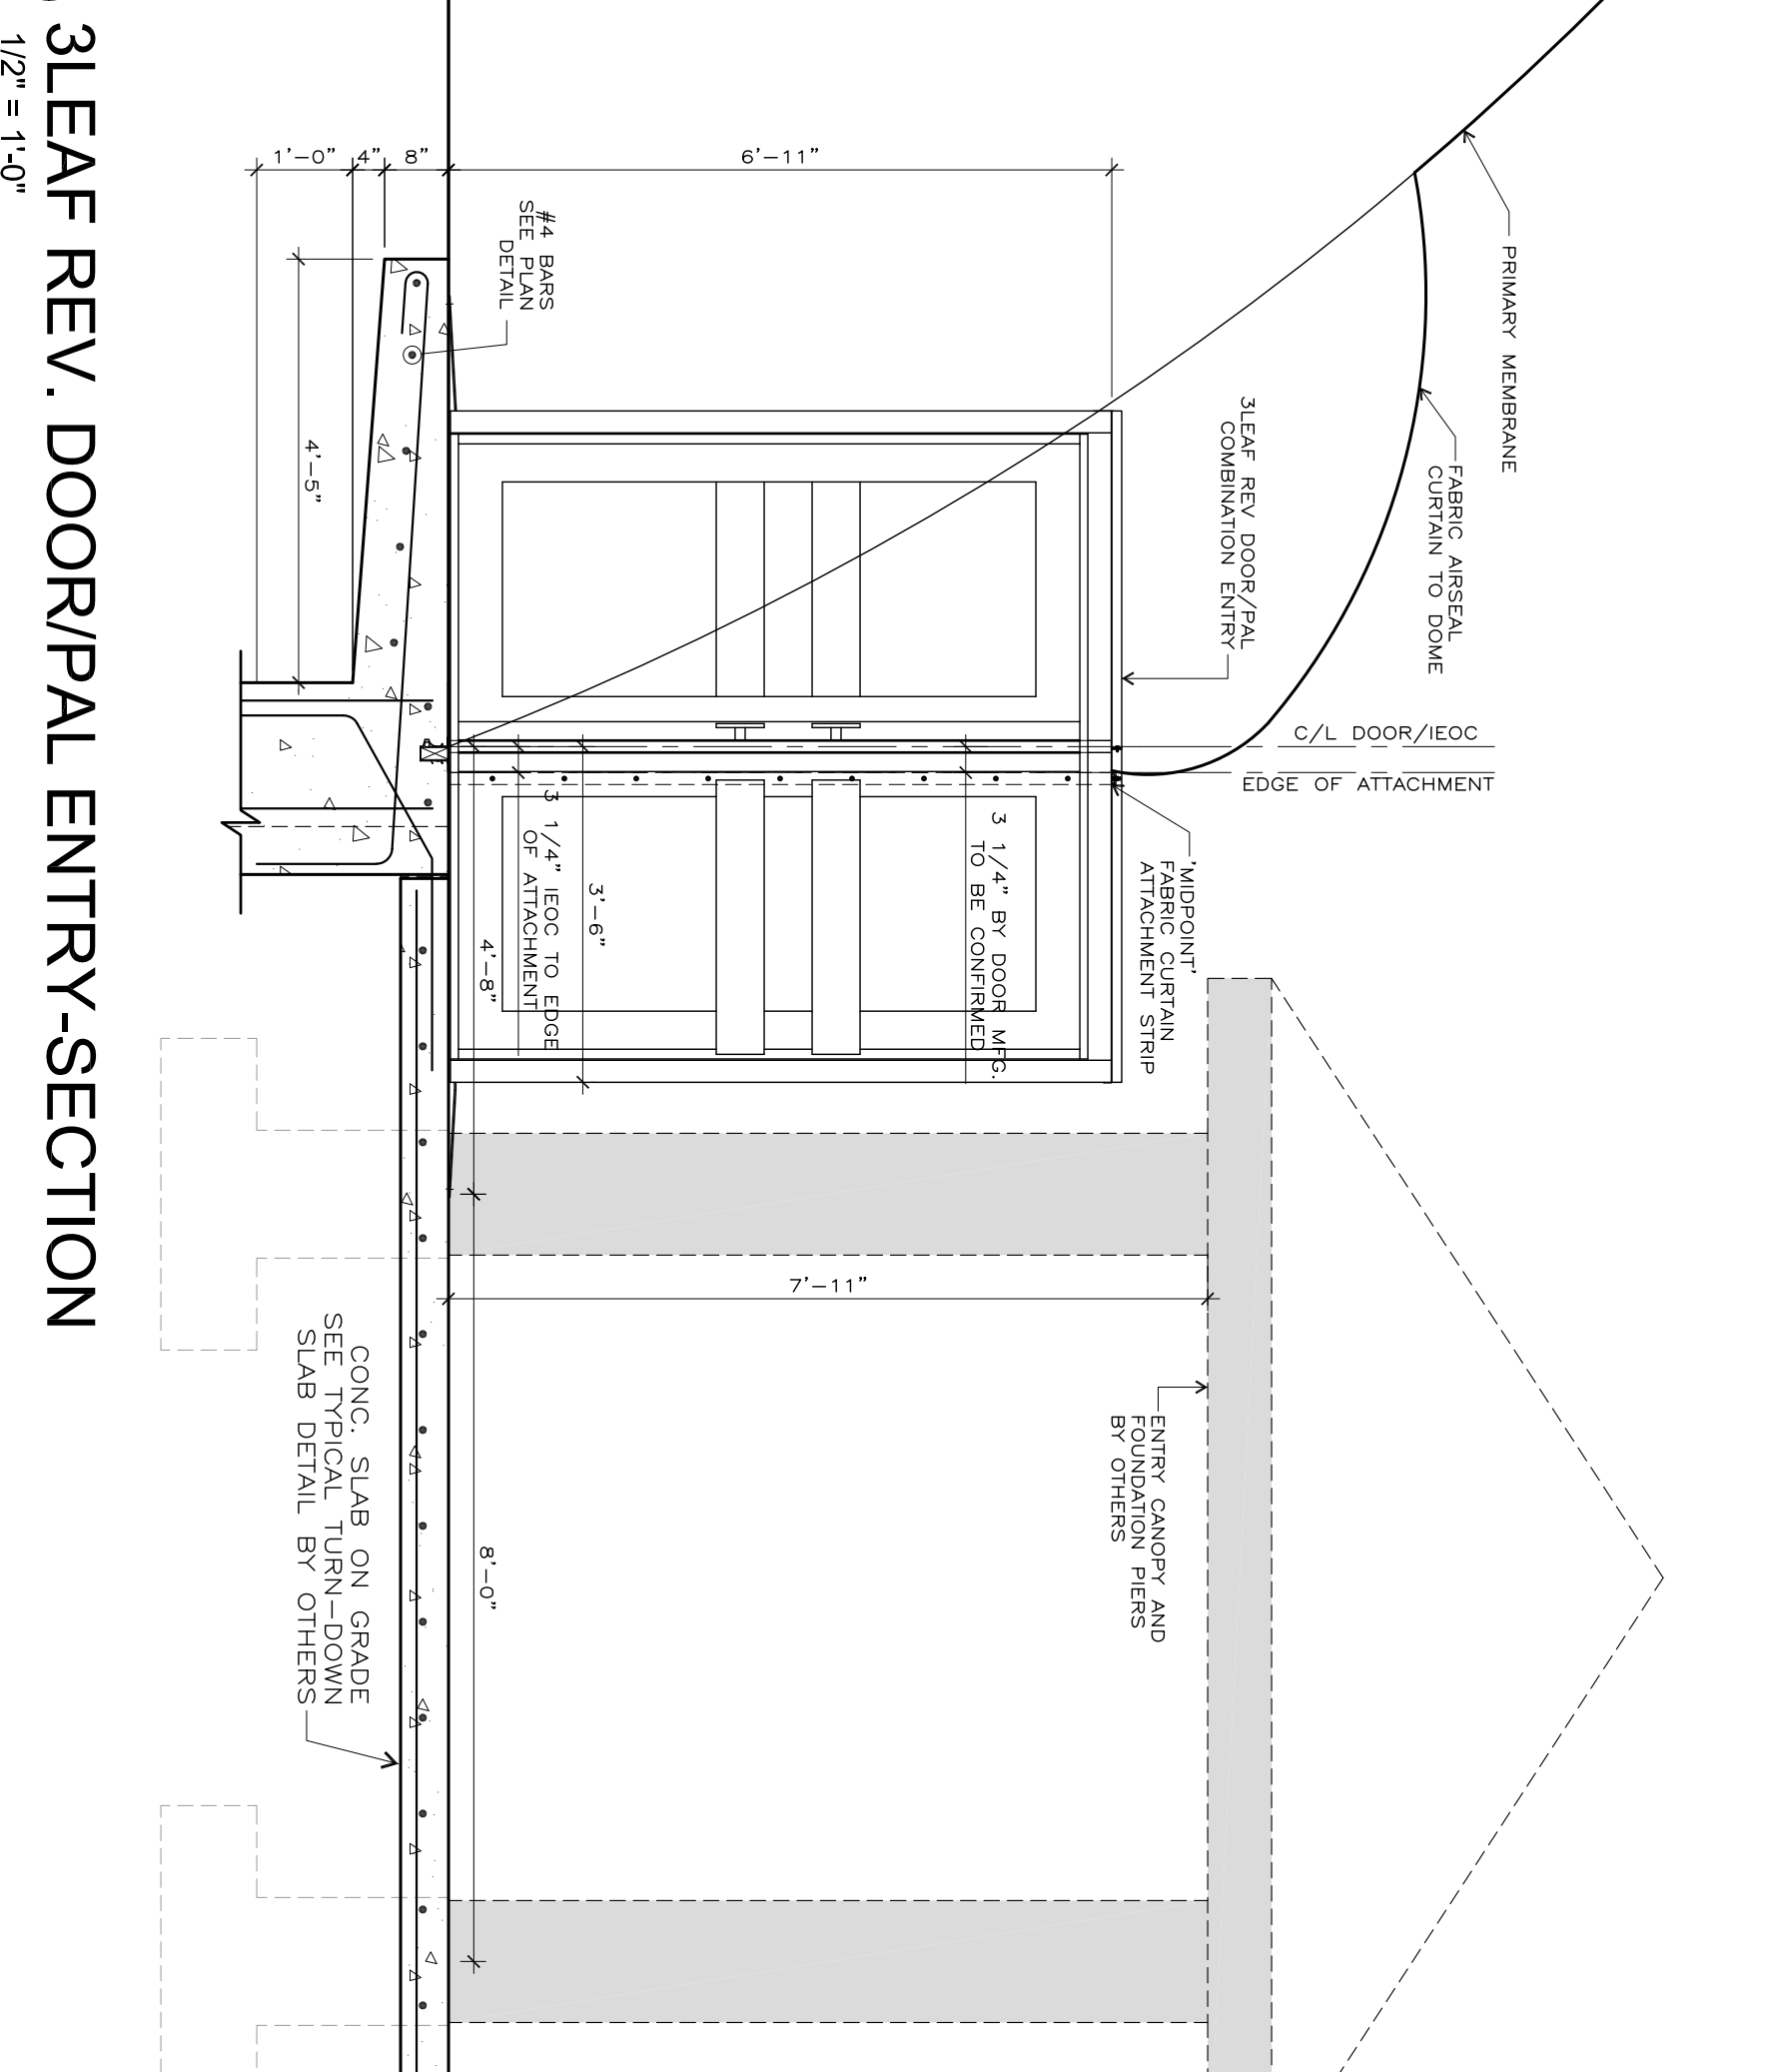 PRIMARY MEMBRANE
FABRIC AIRSEAL
CURTAIN TO DOME
3LEAF REV DOOR/PAL
COMBINATION ENTRY
C/L DOOR/IEOC
EDGE OF ATTACHMENT
'MIDPOINT'
FABRIC CURTAIN
ATTACHMENT STRIP
ENTRY CANOPY AND
FOUNDATION PIERS
BY OTHERS
6'-11"
8"
4"
1'-0"
#4 BARS
SEE PLAN
DETAIL
4'-5"
3 1/4" BY DOOR MFG.
TO BE CONFIRMED
3'-6"
3 1/4" IEOC TO EDGE
OF ATTACHMENT
4'-8"
7'-11"
8'-0"
CONC. SLAB ON GRADE
SEE TYPICAL TURN-DOWN
SLAB DETAIL BY OTHERS
3LEAF REV. DOOR/PAL ENTRY-SECTION
1/2" = 1'-0"